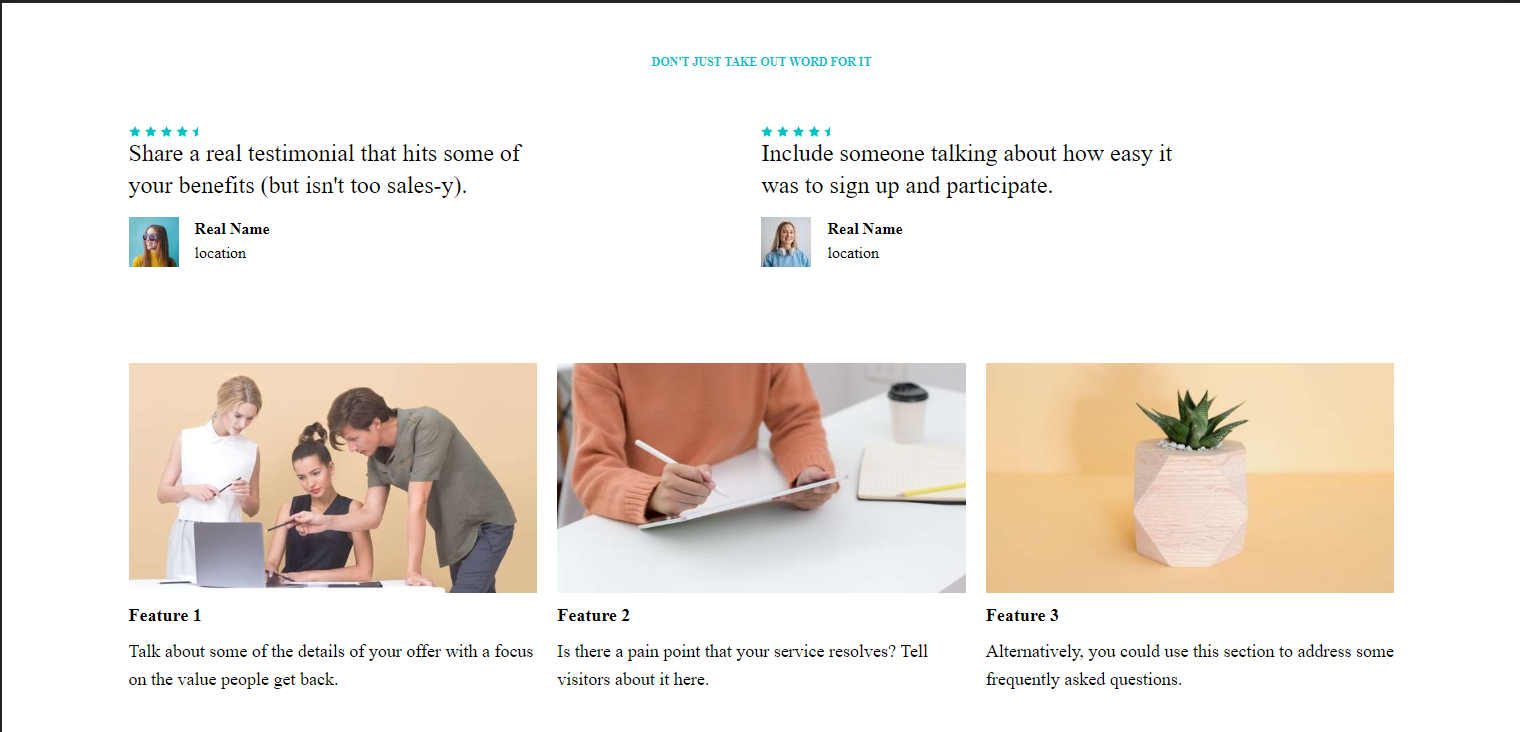 DON'T JUST TAKE OUT WORD FOR IT
Share a real testimonial that hits some of
your benefits (but isn't too sales-y).
Real Name
location
Include someone talking about how easy it
was to sign up and participate.
Real Name
location
Feature 1
Talk about some of the details of your offer with a focus
on the value people get back.
Feature 2
Is there a pain point that your service resolves? Tell
visitors about it here.
Feature 3
Alternatively, you could use this section to address some
frequently asked questions.